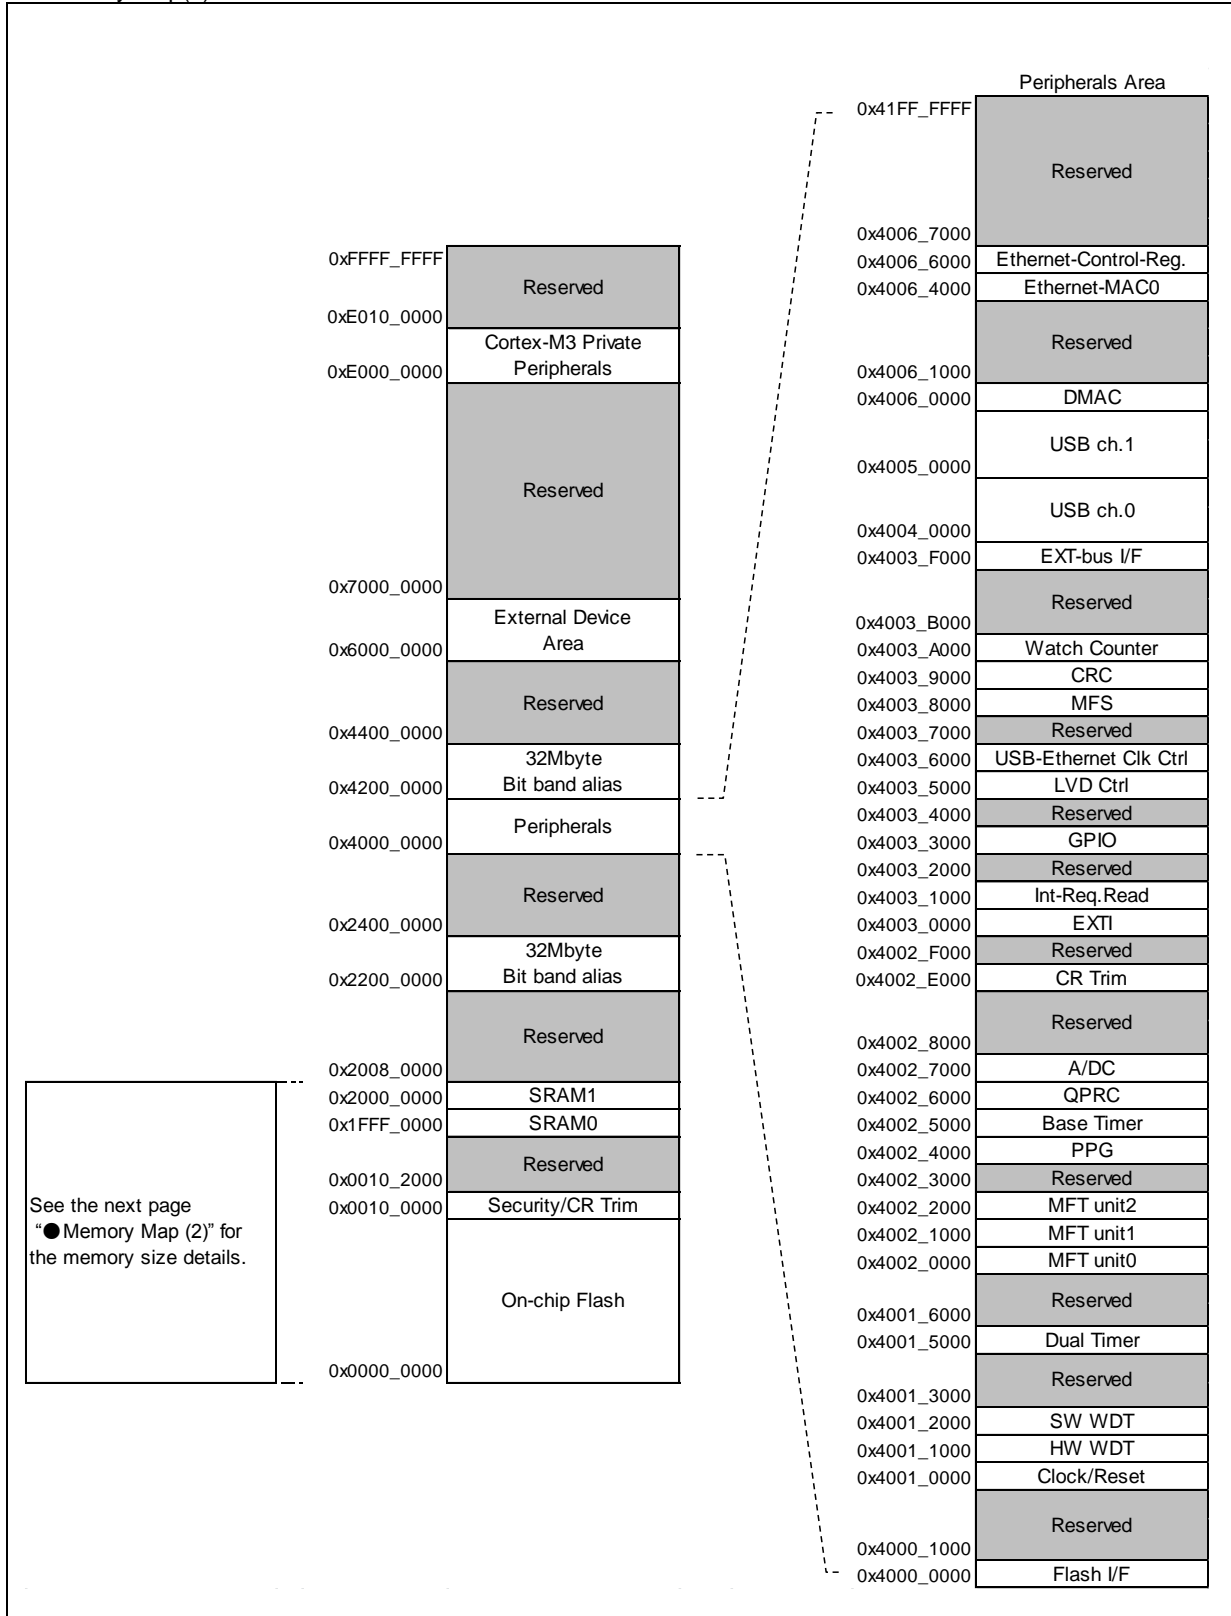 Peripherals Area
0x41FF_FFFF
Reserved
0x4006_7000
0x4006_6000 Ethernet-Control-Reg.
0x4006_4000 Ethernet-MAC0
Reserved
0x4006_1000
0x4006_0000 DMAC
USB ch.1
0x4005_0000
USB ch.0
0x4004_0000
0x4003_F000 EXT-bus I/F
Reserved
0x4003_B000
0x4003_A000 Watch Counter
0x4003_9000 CRC
0x4003_8000 MFS
0x4003_7000 Reserved
0x4003_6000 USB-Ethernet Clk Ctrl
0x4003_5000 LVD Ctrl
0x4003_4000 Reserved
0x4003_3000 GPIO
0x4003_2000 Reserved
0x4003_1000 Int-Req.Read
0x4003_0000 EXTI
0x4002_F000 Reserved
0x4002_E000 CR Trim
Reserved
0x4002_8000
0x4002_7000 A/DC
0x4002_6000 QPRC
0x4002_5000 Base Timer
0x4002_4000 PPG
0x4002_3000 Reserved
0x4002_2000 MFT unit2
0x4002_1000 MFT unit1
0x4002_0000 MFT unit0
Reserved
0x4001_6000
0x4001_5000 Dual Timer
Reserved
0x4001_3000
0x4001_2000 SW WDT
0x4001_1000 HW WDT
0x4001_0000 Clock/Reset
Reserved
0x4000_1000
0x4000_0000 Flash I/F
0xFFFF_FFFF
Reserved
0xE010_0000
Cortex-M3 Private
0xE000_0000 Peripherals
Reserved
0x7000_0000
External Device
Area
0x6000_0000
Reserved
0x4400_0000
32Mbyte
0x4200_0000 Bit band alias
Peripherals
0x4000_0000
Reserved
0x2400_0000
32Mbyte
0x2200_0000 Bit band alias
Reserved
0x2008_0000
0x2000_0000 SRAM1
0x1FFF_0000 SRAM0
Reserved
0x0010_2000
0x0010_0000 Security/CR Trim
On-chip Flash
0x0000_0000
See the next page
“●Memory Map (2)” for
the memory size details.